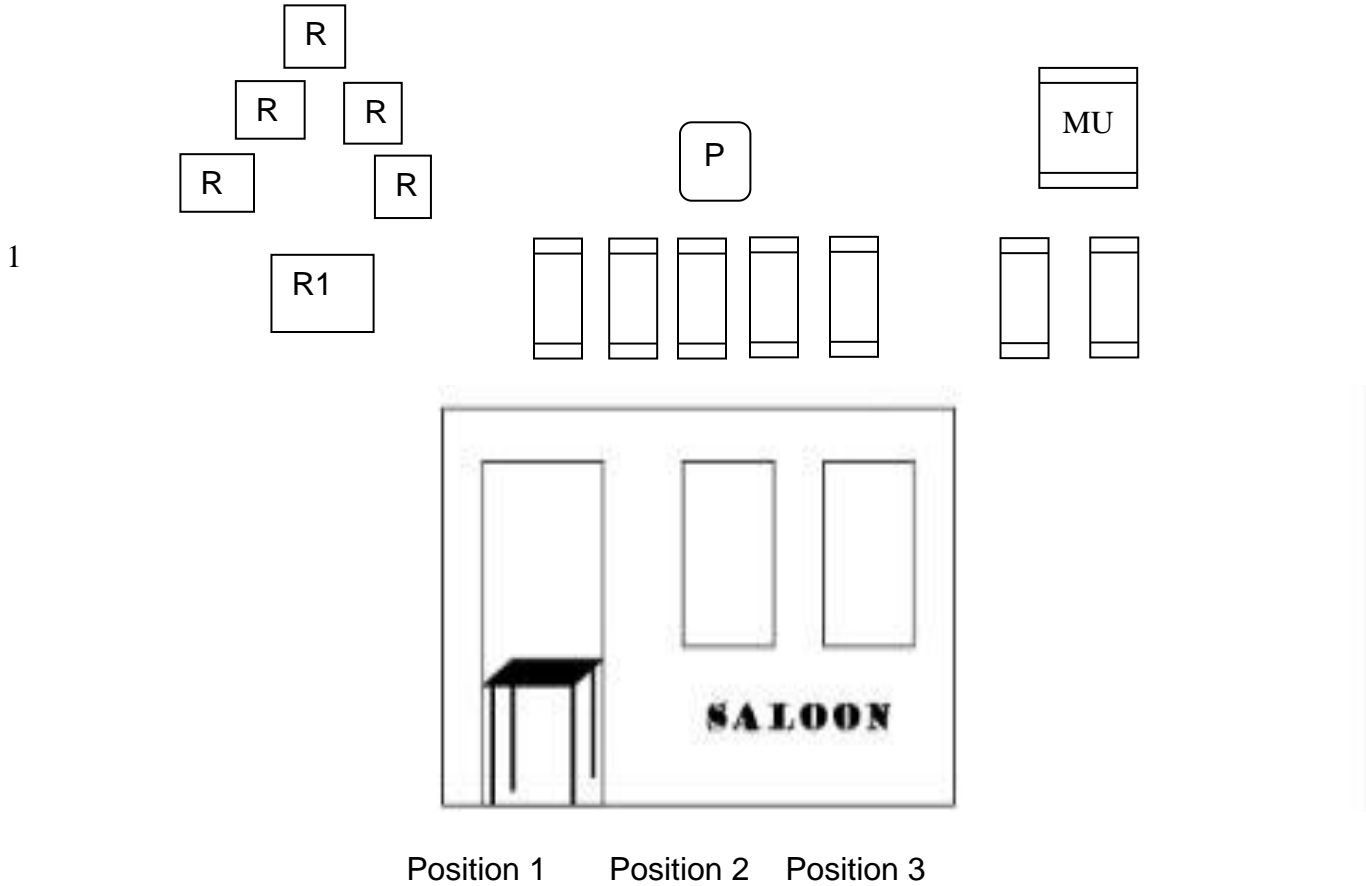 R
R R
MU
P
R R
1
R1
SALOON
Position 1 Position 2 Position 3